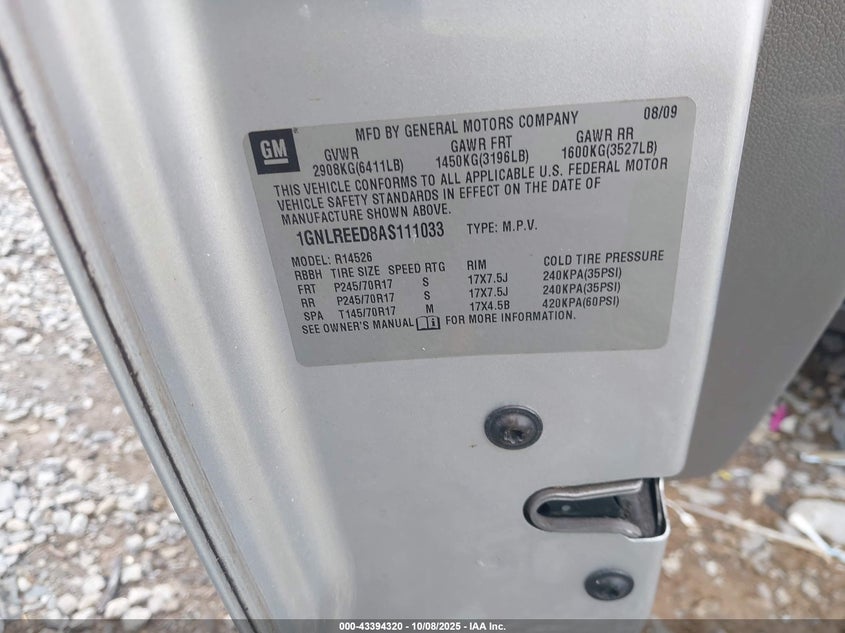 08/09
GM
MFD BY GENERAL MOTORS COMPANY
GVWR GAWR FRT GAWR RR
2908KG(6411LB) 1450KG(3196LB) 1600KG(3527LB)
THIS VEHICLE CONFORMS TO ALL APPLICABLE U.S. FEDERAL MOTOR
VEHICLE SAFETY STANDARDS IN EFFECT ON THE DATE OF
MANUFACTURE SHOWN ABOVE.
1GNLREED8AS111033 TYPE: M.P.V.
MODEL: R14526
RBBH TIRE SIZE SPEED RTG RIM COLD TIRE PRESSURE
FRT P245/70R17 S 17X7.5J 240KPA(35PSI)
RR P245/70R17 S 17X7.5J 240KPA(35PSI)
SPA T145/70R17 M 17X4.5B 420KPA(60PSI)
SEE OWNER'S MANUAL FOR MORE INFORMATION.
000-43394320 - 10/08/2025 - IAA Inc.